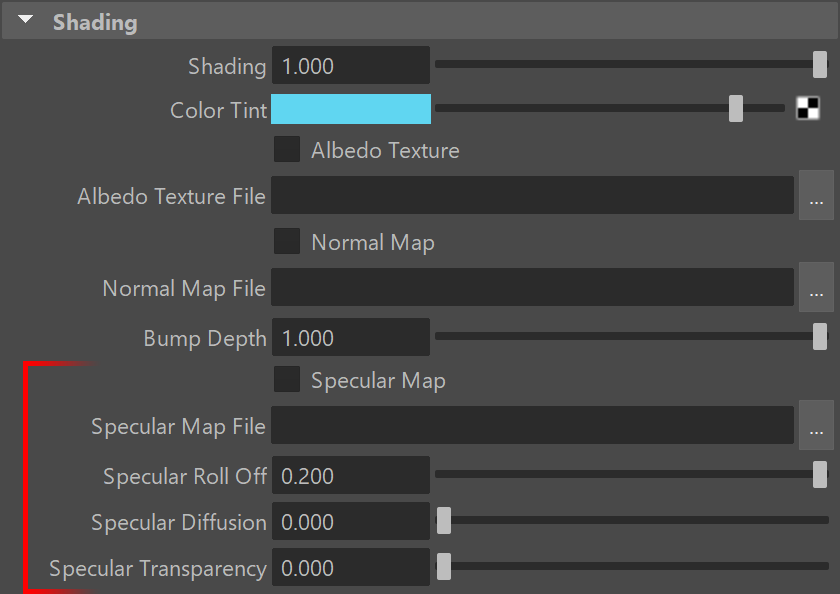 Shading
Shading 1.000
Color Tint
Albedo Texture
Albedo Texture File ...
Normal Map
Normal Map File ...
Bump Depth 1.000
Specular Map
Specular Map File ...
Specular Roll Off 0.200
Specular Diffusion 0.000
Specular Transparency 0.000